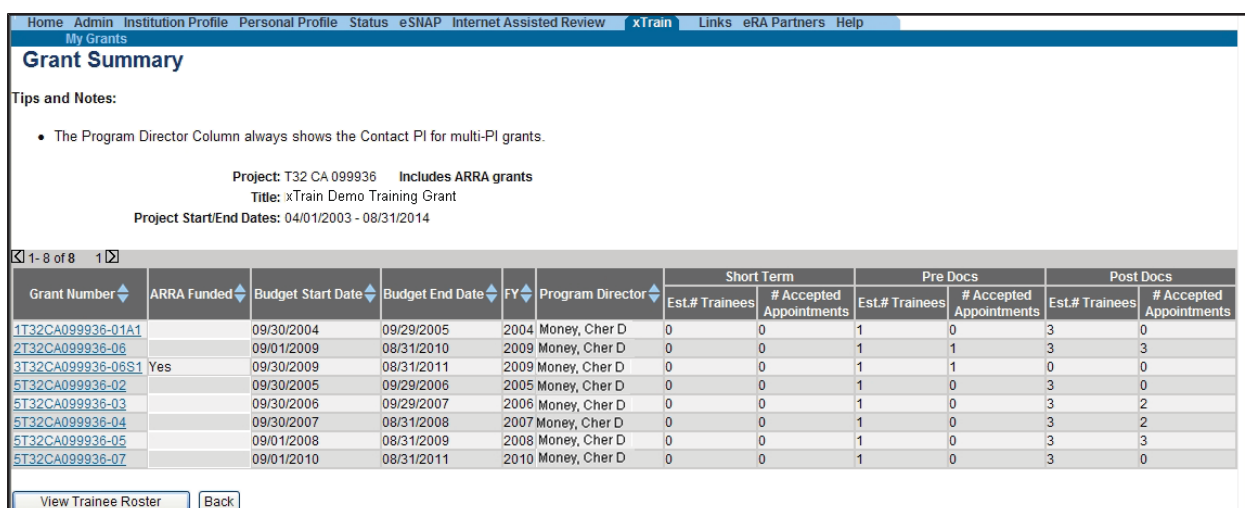 Home Admin Institution Profile Personal Profile Status eSNAP Internet Assisted Review xTrain Links eRA Partners Help
My Grants
Grant Summary
Tips and Notes:
• The Program Director Column always shows the Contact PI for multi-PI grants.
Project: T32 CA 099936 Includes ARRA grants
Title: xTrain Demo Training Grant
Project Start/End Dates: 04/01/2003 - 08/31/2014
1- 8 of 8 1
Short Term Pre Docs Post Docs
Grant Number ARRA Funded Budget Start Date Budget End Date FY Program Director Est.# Trainees # Accepted Appointments Est.# Trainees # Accepted Appointments Est.# Trainees # Accepted Appointments
1T32CA099936-01A1 09/30/2004 09/29/2005 2004 Money, Cher D 0 0 1 0 3 0
2T32CA099936-06 09/01/2009 08/31/2010 2009 Money, Cher D 0 0 1 1 3 3
3T32CA099936-06S1 Yes 09/30/2009 08/31/2011 2009 Money, Cher D 0 0 1 1 0 0
5T32CA099936-02 09/30/2005 09/29/2006 2005 Money, Cher D 0 0 1 0 3 0
5T32CA099936-03 09/30/2006 09/29/2007 2006 Money, Cher D 0 0 1 0 3 2
5T32CA099936-04 09/30/2007 08/31/2008 2007 Money, Cher D 0 0 1 0 3 2
5T32CA099936-05 09/01/2008 08/31/2009 2008 Money, Cher D 0 0 1 0 3 3
5T32CA099936-07 09/01/2010 08/31/2011 2010 Money, Cher D 0 0 1 0 3 0
View Trainee Roster Back